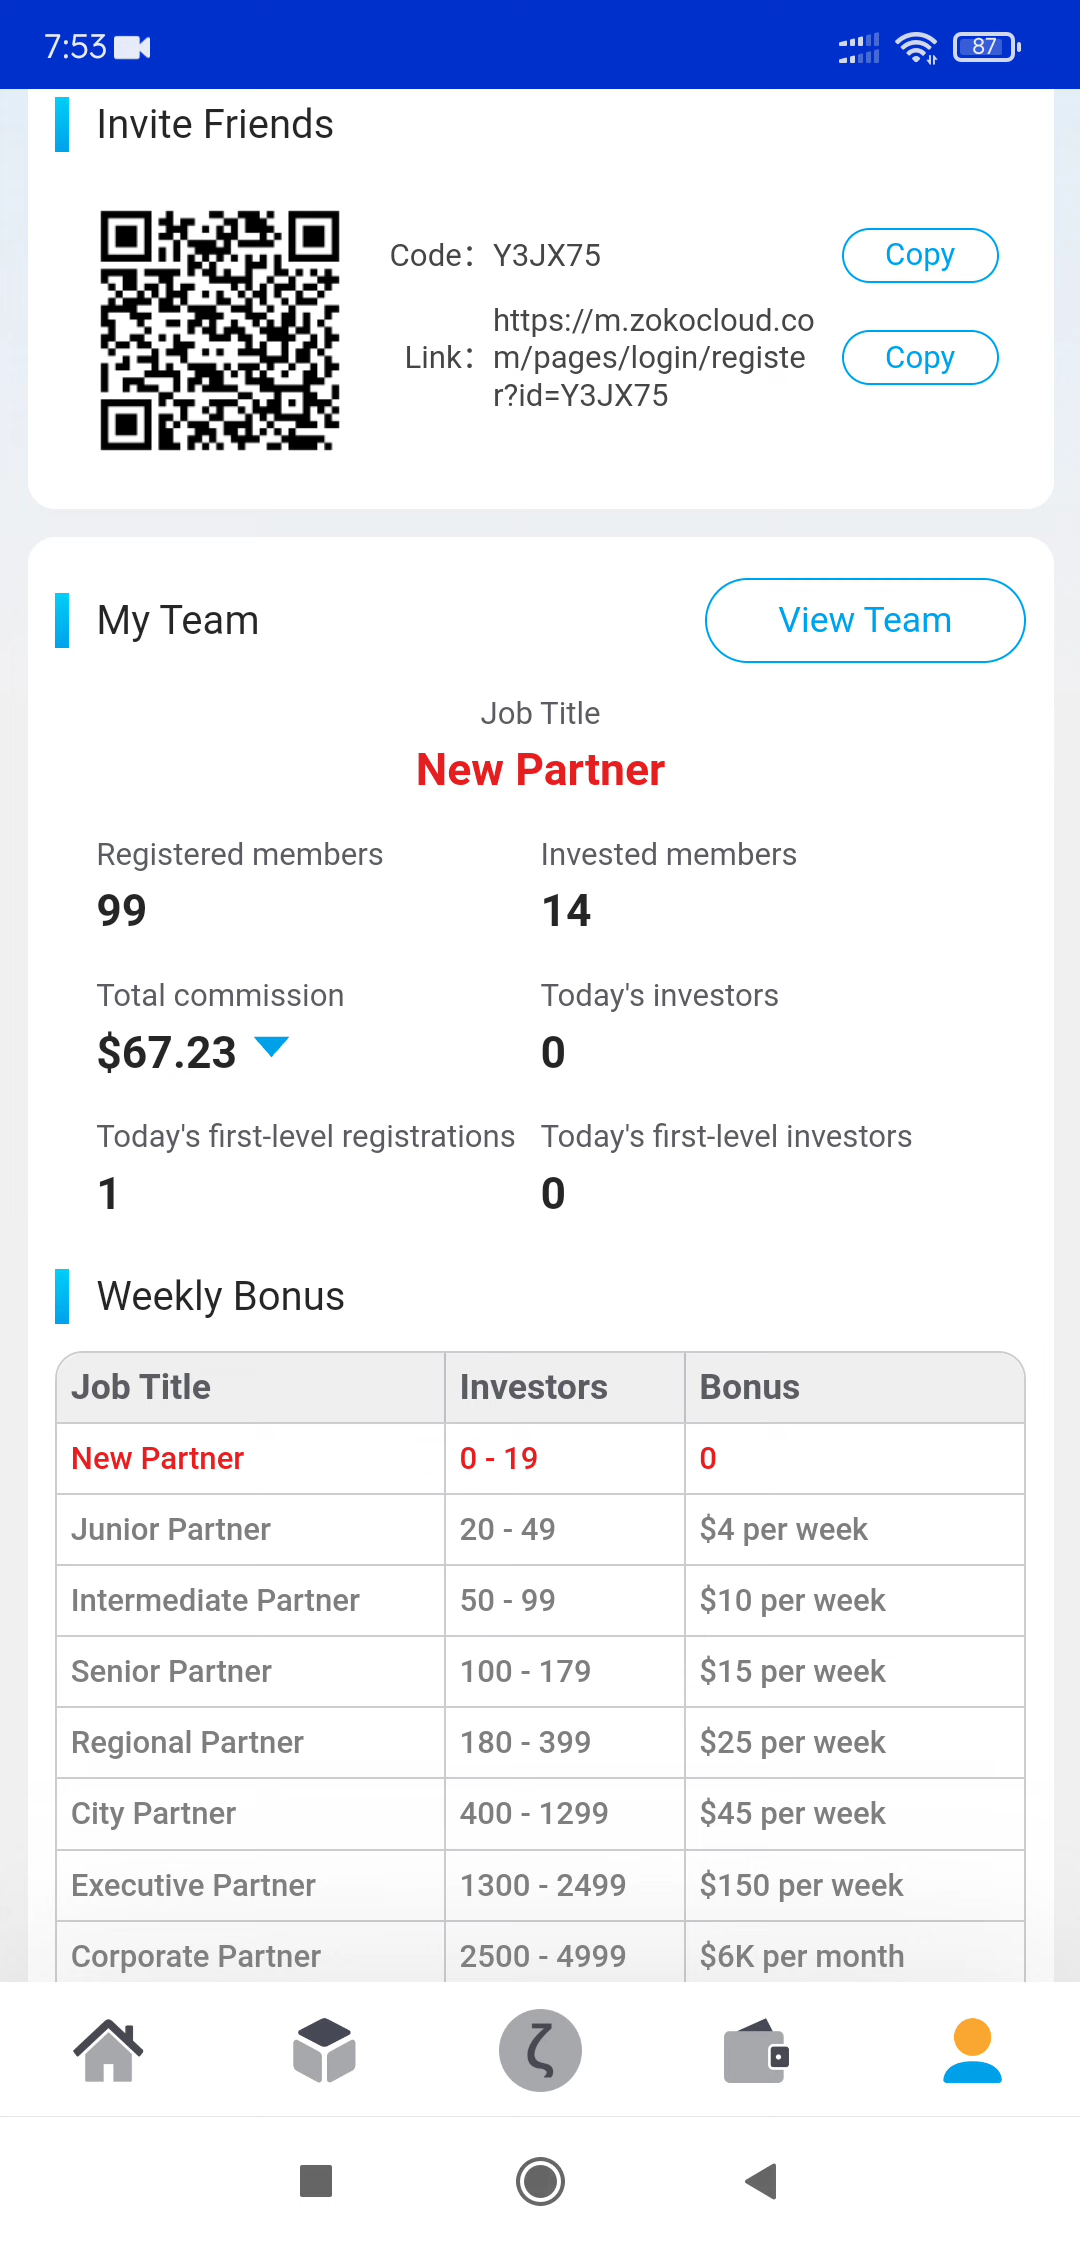 7:53
87
Invite Friends
Code: Y3JX75
Copy
https://m.zokocloud.co
Link: m/pages/login/registe
Copy
r?id=Y3JX75
My Team
View Team
Job Title
New Partner
Registered members
Invested members
99
14
Total commission
Today's investors
$67.23
0
Today's first-level registrations
Today's first-level investors
1
0
Weekly Bonus
Job Title Investors Bonus
New Partner 0 - 19 0
Junior Partner 20 - 49 $4 per week
Intermediate Partner 50 - 99 $10 per week
Senior Partner 100 - 179 $15 per week
Regional Partner 180 - 399 $25 per week
City Partner 400 - 1299 $45 per week
Executive Partner 1300 - 2499 $150 per week
Corporate Partner 2500 - 4999 $6K per month
ζ